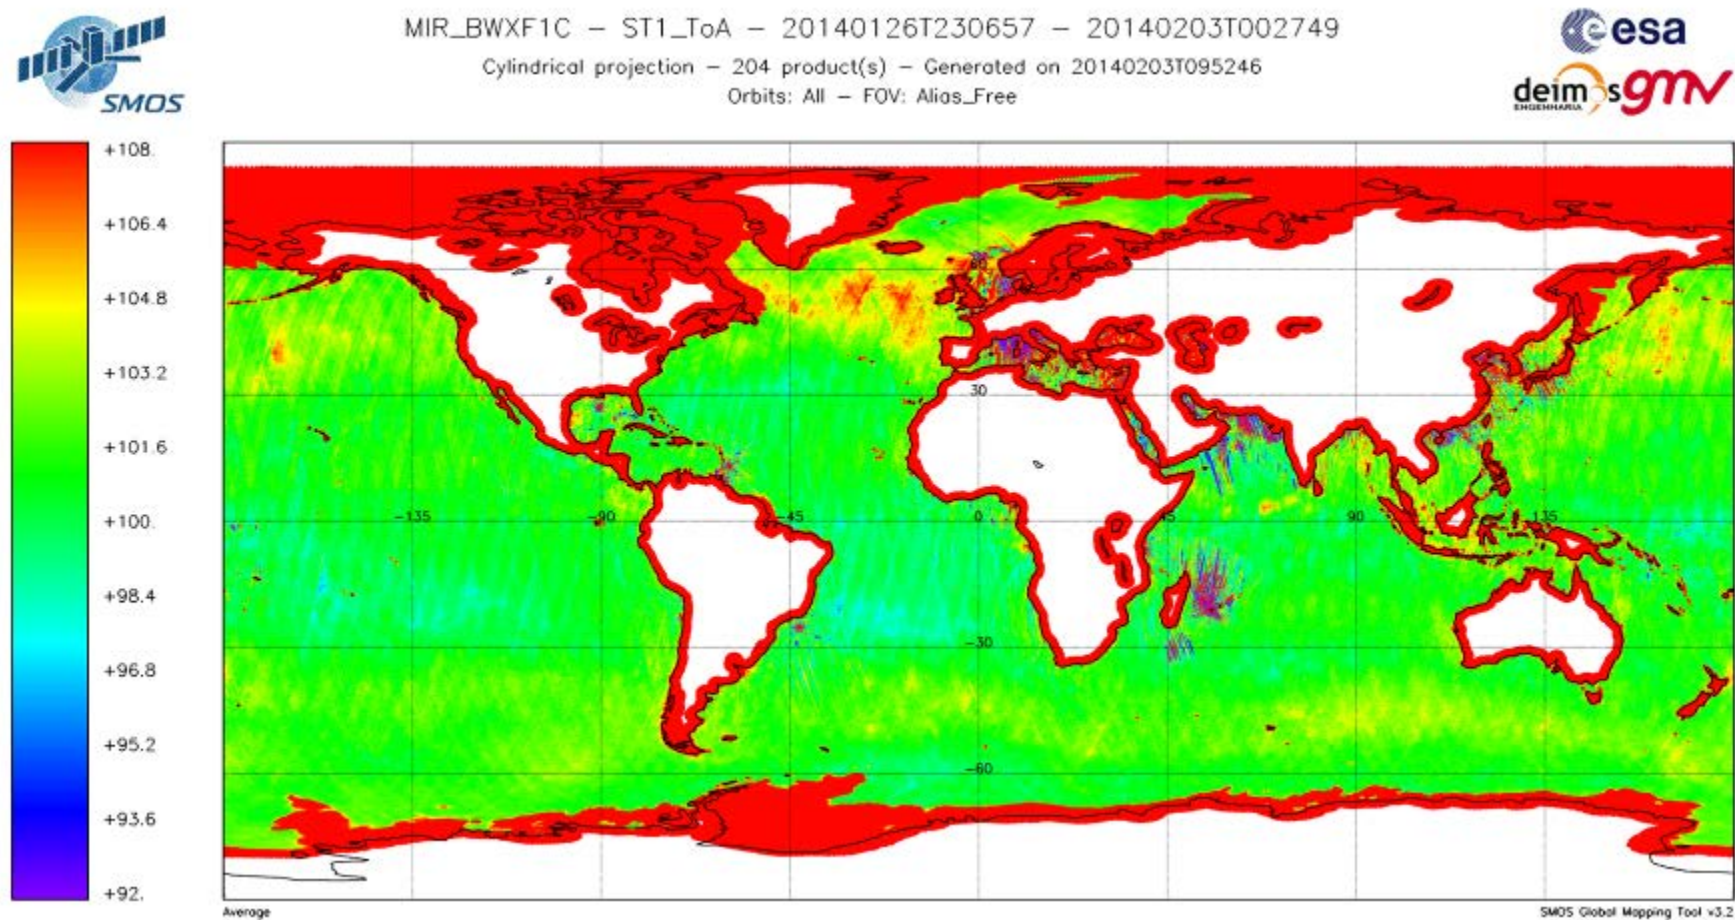 SMOS
MIR_BWXF1C – ST1_ToA – 20140126T230657 – 20140203T002749
Cylindrical projection – 204 product(s) – Generated on 20140203T095246
Orbits: All – FOV: Alias_Free
esa
deimos
ENGENHARIA
gmv
+108.
+106.4
+104.8
+103.2
+101.6
+100.
+98.4
+96.8
+95.2
+93.6
+92.
60
30
-135
-90
-45
0
45
90
135
-30
-60
Average
SMOS Global Mapping Tool v3.2